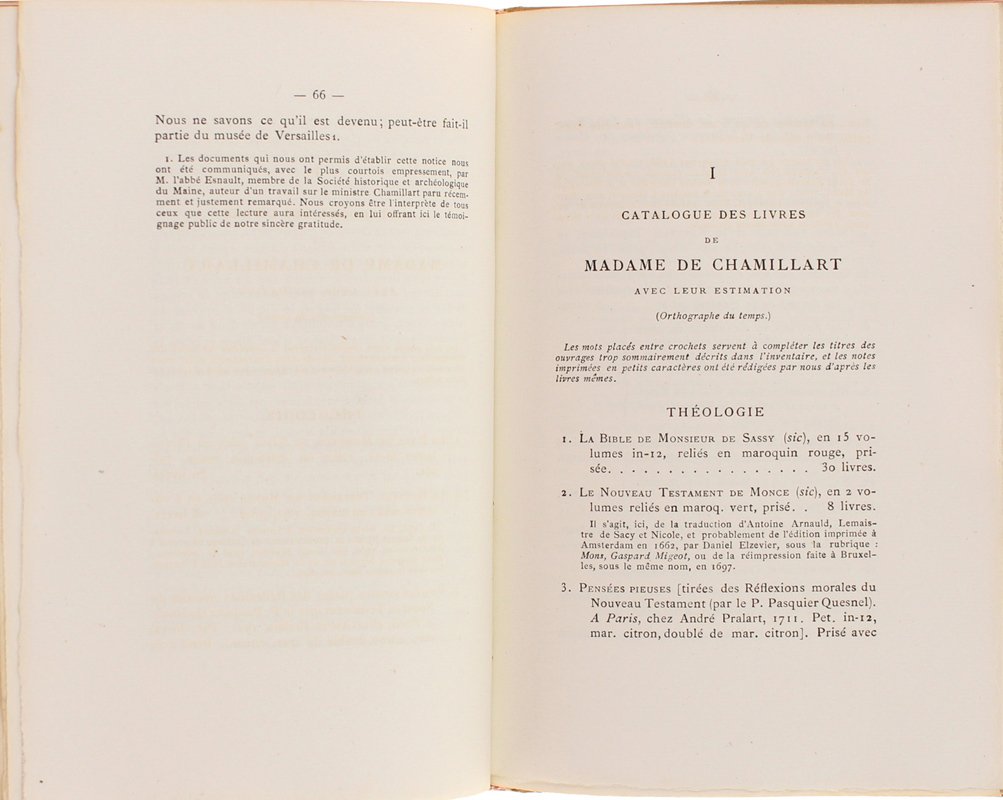 — 66 —
Nous ne savons ce qu'il est devenu; peut-être fait-il
partie du musée de Versailles1.
1. Les documents qui nous ont permis d'établir cette notice nous
ont été communiqués, avec le plus courtois empressement, par
M. l'abbé Esnault, membre de la Société historique et archéologique
du Maine, auteur d'un travail sur le ministre Chamillart paru récem-
ment et justement remarqué. Nous croyons être l'interprète de tous
ceux que cette lecture aura intéressés, en lui offrant ici le témoi-
gnage public de notre sincère gratitude.
I
CATALOGUE DES LIVRES
DE
MADAME DE CHAMILLART
AVEC LEUR ESTIMATION
(Orthographe du temps.)
Les mots placés entre crochets servent à compléter les titres des
ouvrages trop sommairement décrits dans l'inventaire, et les notes
imprimées en petits caractères ont été rédigées par nous d'après les
livres mêmes.
THÉOLOGIE
1. La Bible de Monsieur de Sassy (sic), en 15 vo-
lumes in-12, reliés en maroquin rouge, pri-
sée. . . . . . . . . . . . . . . . . 30 livres.
2. Le Nouveau Testament de Monce (sic), en 2 vo-
lumes reliés en maroq. vert, prisé. . 8 livres.
Il s'agit, ici, de la traduction d'Antoine Arnauld, Lemais-
tre de Sacy et Nicole, et probablement de l'édition imprimée à
Amsterdam en 1662, par Daniel Elzevier, sous la rubrique :
Mons, Gaspard Migeot, ou de la réimpression faite à Bruxel-
les, sous le même nom, en 1697.
3. Pensées pieuses [tirées des Réflexions morales du
Nouveau Testament (par le P. Pasquier Quesnel).
A Paris, chez André Pralart, 1711. Pet. in-12,
mar. citron, doublé de mar. citron]. Prisé avec